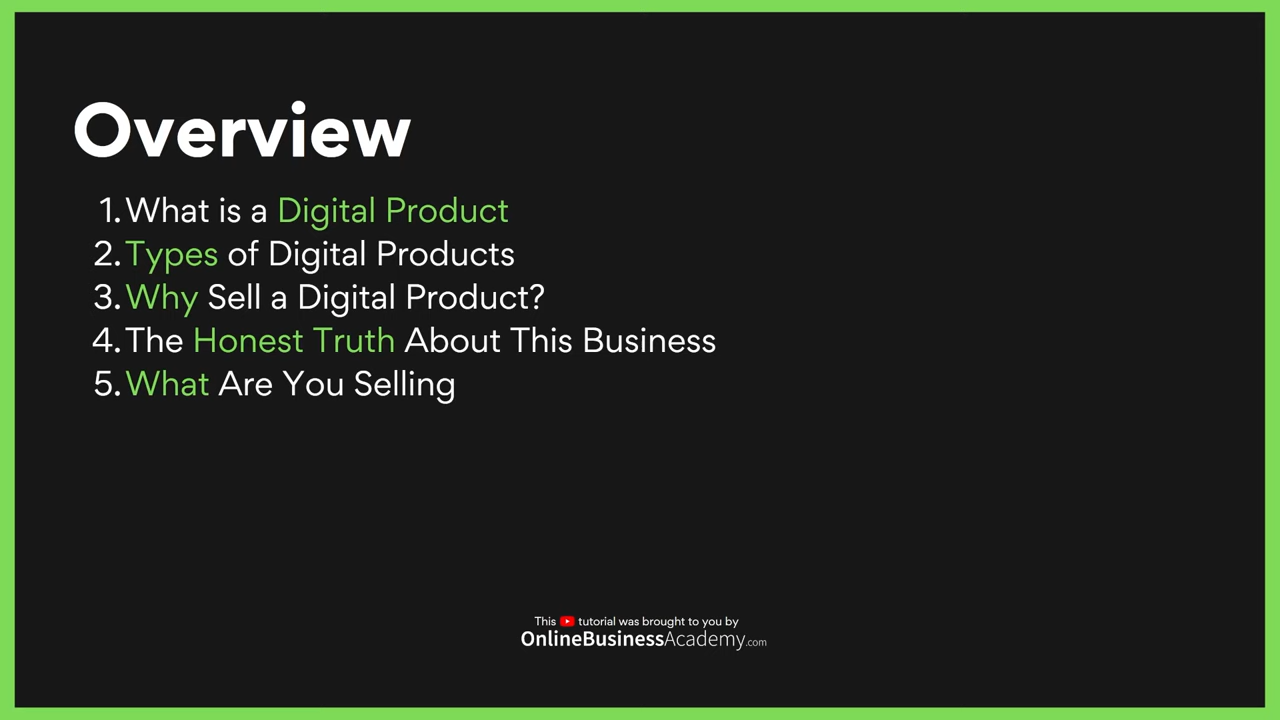 Overview
1. What is a Digital Product
2. Types of Digital Products
3. Why Sell a Digital Product?
4. The Honest Truth About This Business
5. What Are You Selling
This tutorial was brought to you by
OnlineBusinessAcademy.com